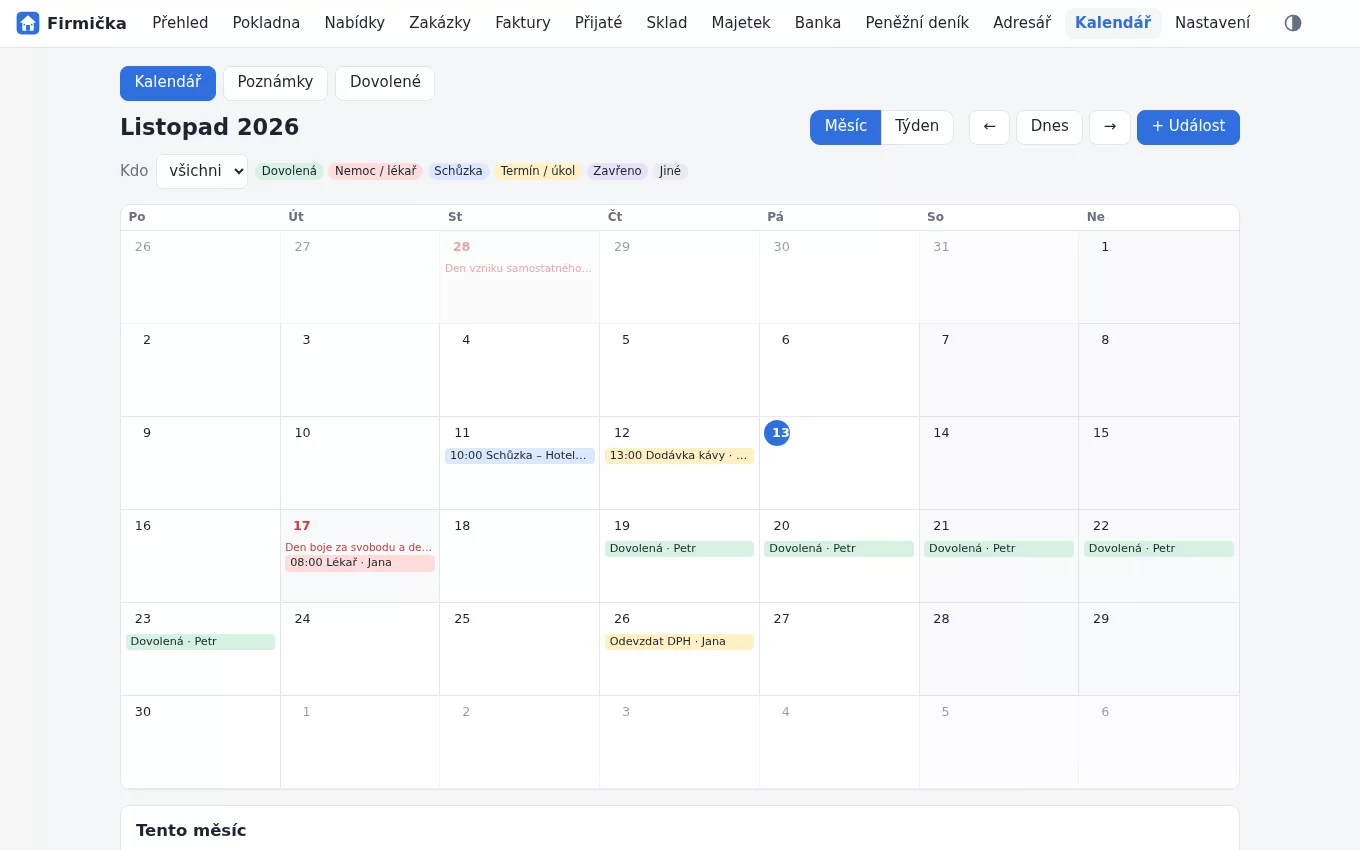 Firmička Přehled Pokladna Nabídky Zakázky Faktury Přijaté Sklad Majetek Banka Peněžní deník Adresář Kalendář Nastavení
Kalendář Poznámky Dovolené
Listopad 2026 Měsíc Týden ← Dnes → + Událost
Kdo všichni Dovolená Nemoc / lékař Schůzka Termín / úkol Zavřeno Jiné
Po Út St Čt Pá So Ne
26 27 28 29 30 31 1
Den vzniku samostatného…
2 3 4 5 6 7 8
9 10 11 12 13 14 15
10:00 Schůzka – Hotel… 13:00 Dodávka kávy · …
16 17 18 19 20 21 22
Den boje za svobodu a de… Dovolená · Petr Dovolená · Petr Dovolená · Petr Dovolená · Petr
08:00 Lékař · Jana
23 24 25 26 27 28 29
Dovolená · Petr Odevzdat DPH · Jana
30 1 2 3 4 5 6
Tento měsíc